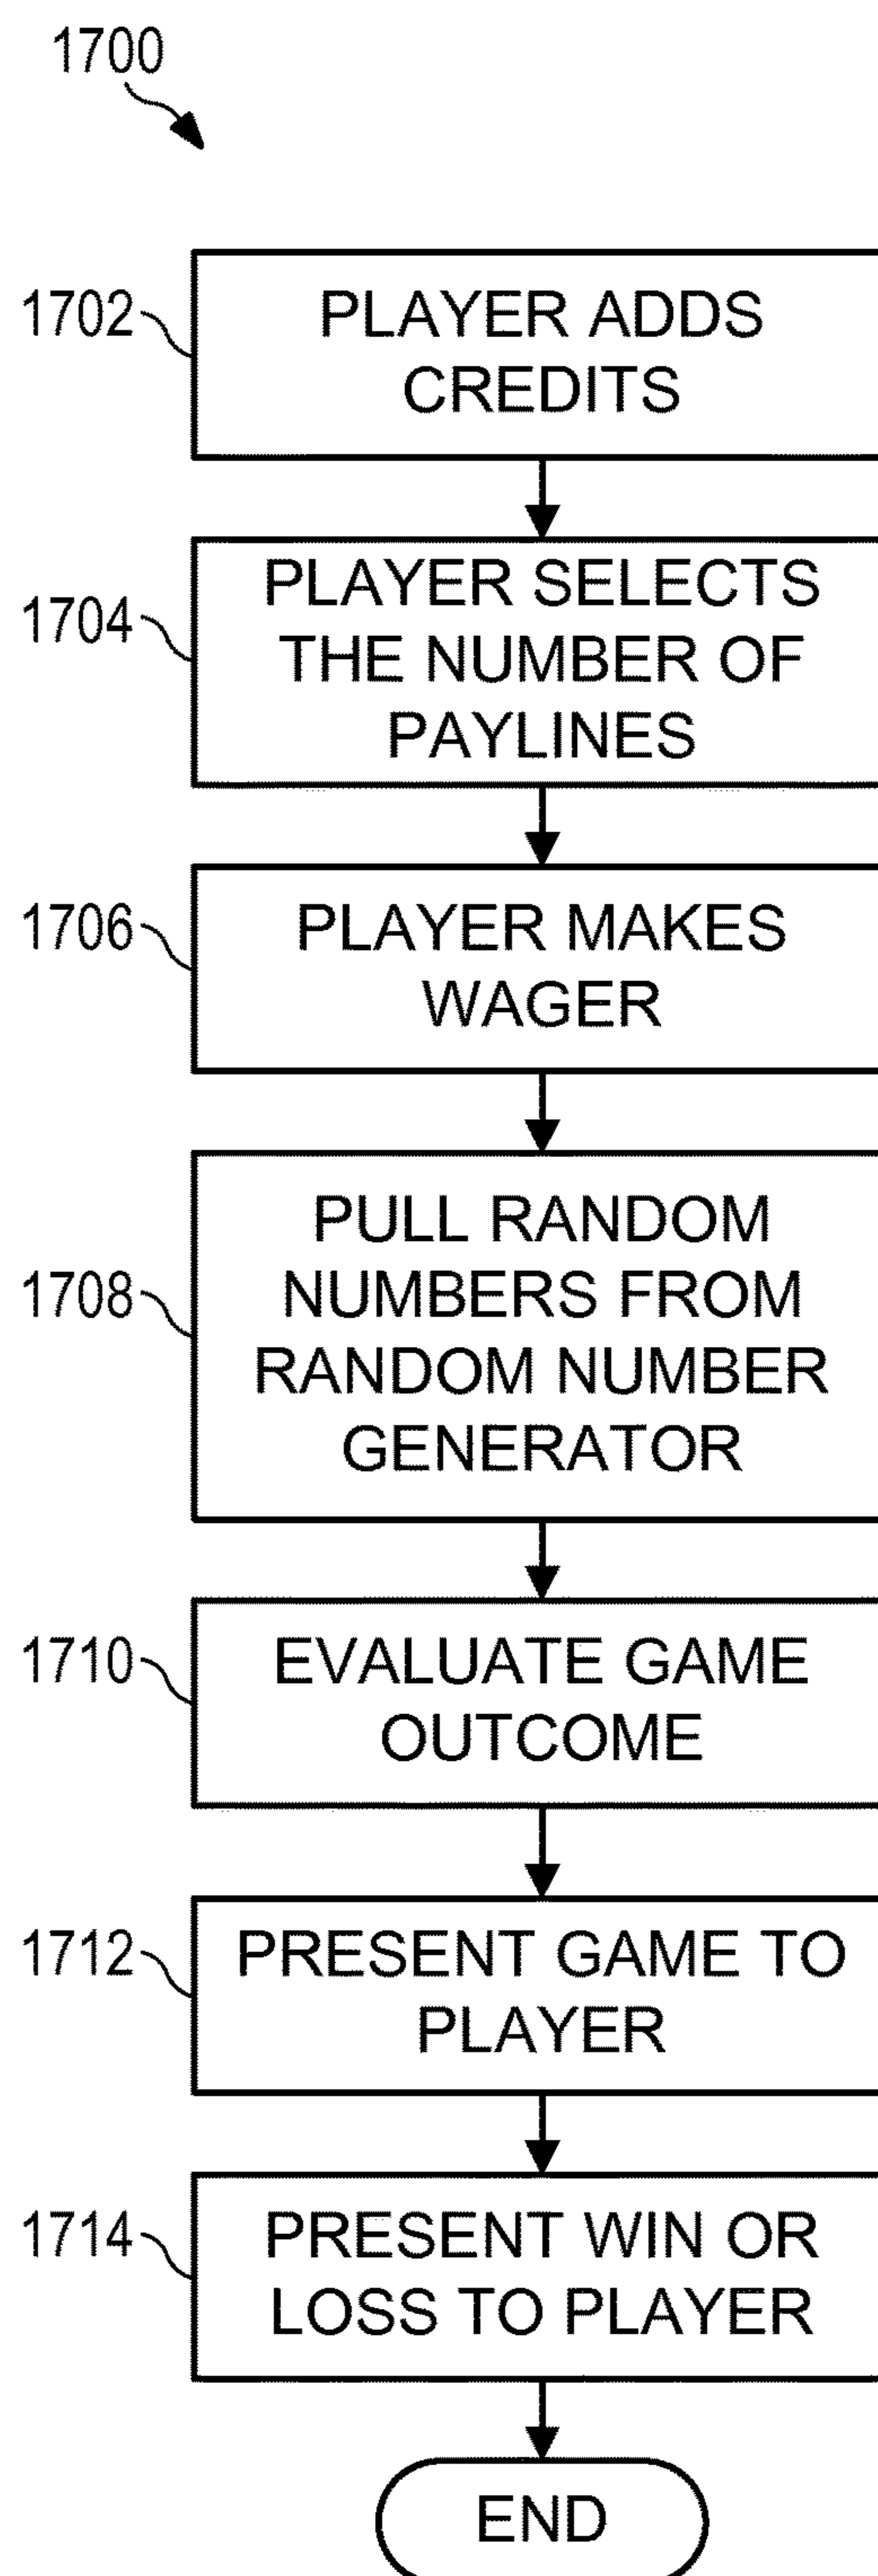 1700
1702
PLAYER ADDS
CREDITS
1704
PLAYER SELECTS
THE NUMBER OF
PAYLINES
1706
PLAYER MAKES
WAGER
1708
PULL RANDOM
NUMBERS FROM
RANDOM NUMBER
GENERATOR
1710
EVALUATE GAME
OUTCOME
1712
PRESENT GAME TO
PLAYER
1714
PRESENT WIN OR
LOSS TO PLAYER
END